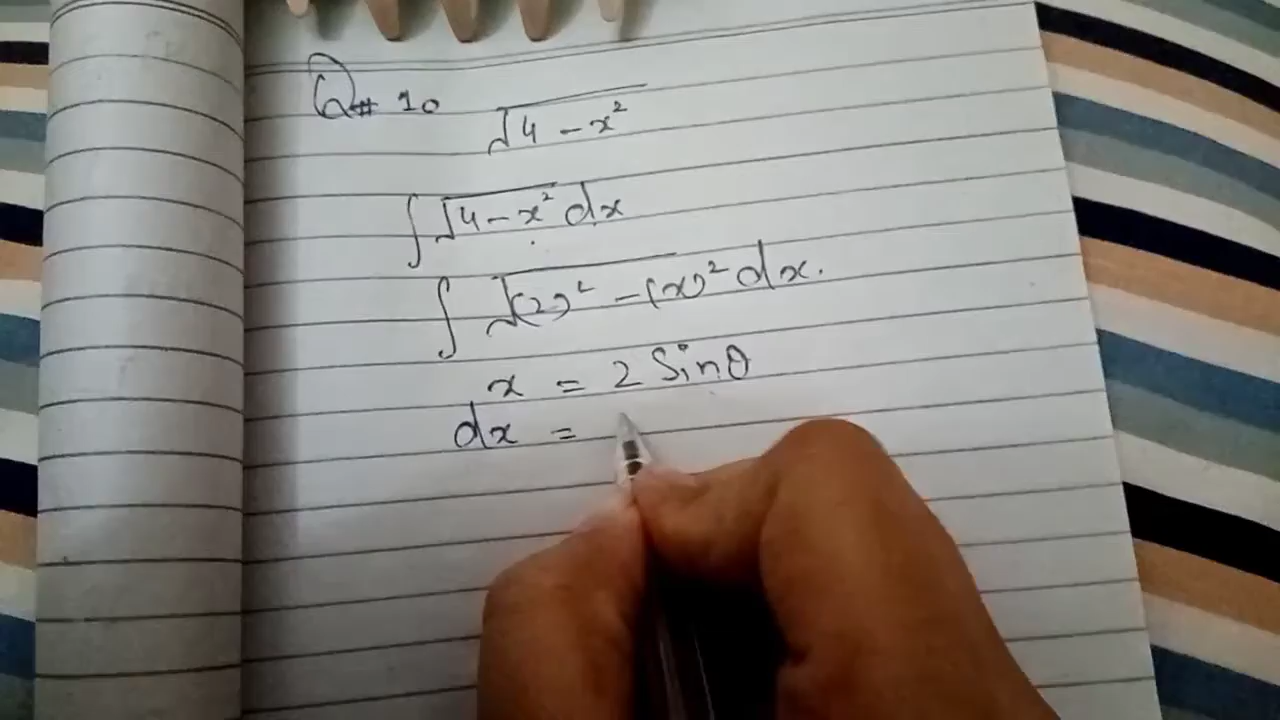 Q# 10 √4 - x²
∫ √4 - x² dx
∫ √(2)² - (x)² dx.
x = 2 Sinθ
dx =